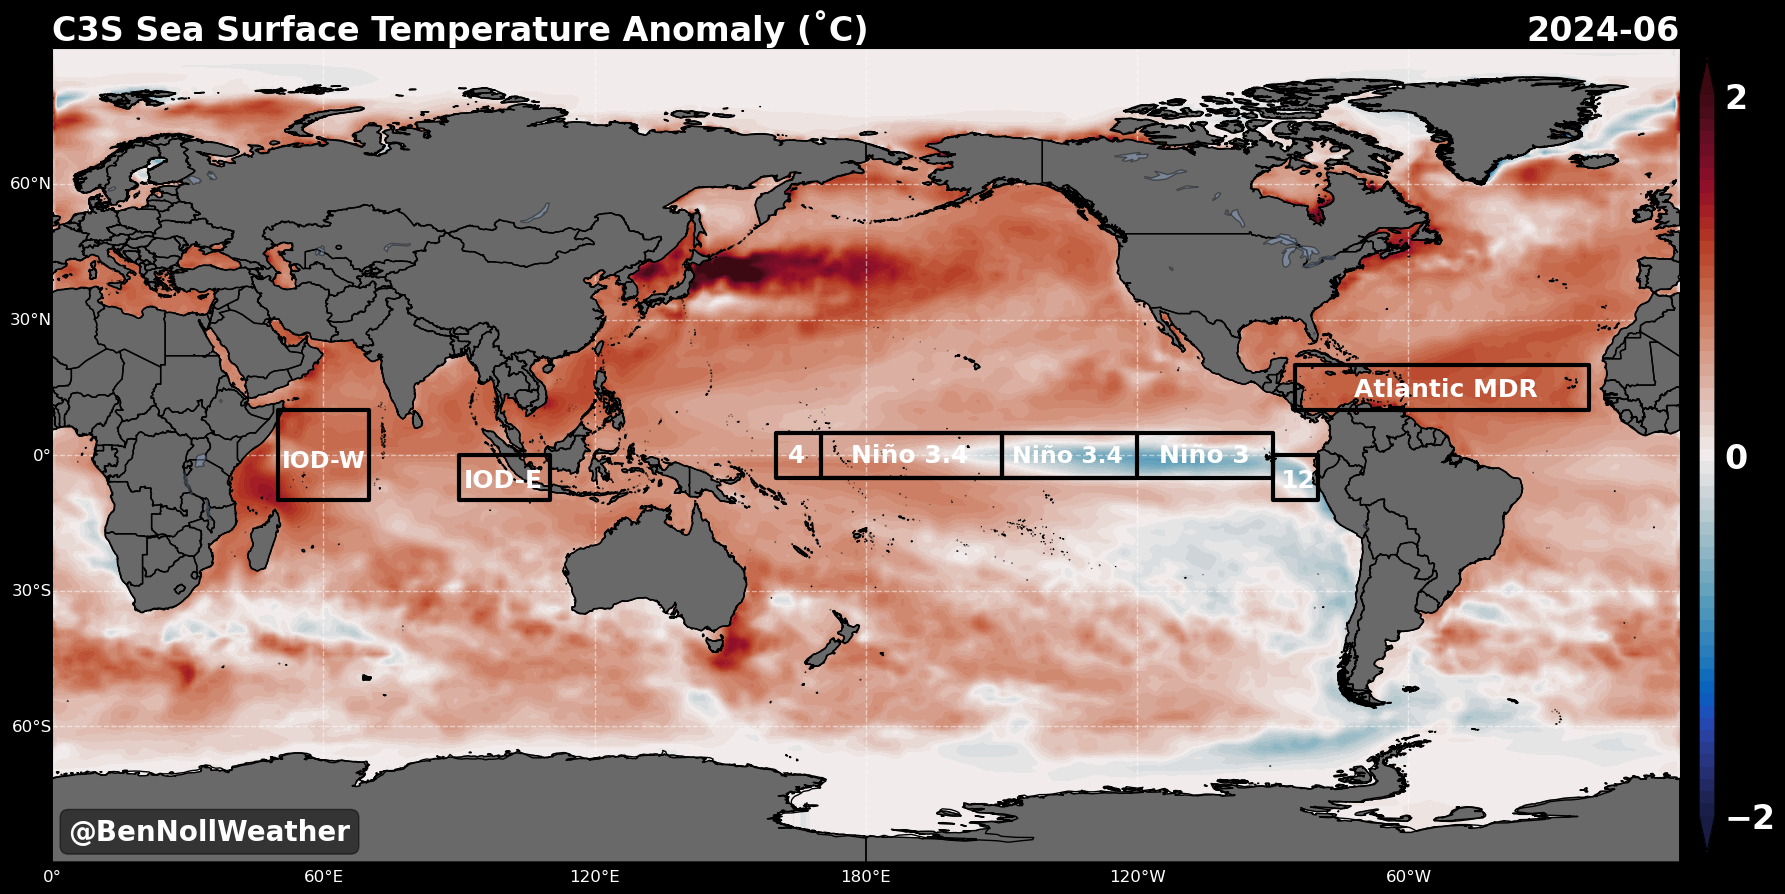 C3S Sea Surface Temperature Anomaly (˚C)
2024-06
2
60°N
30°N
Atlantic MDR
0°
IOD-W
IOD-E
4
Niño 3.4
Niño 3.4
Niño 3
12
0
30°S
60°S
−2
@BenNollWeather
0°
60°E
120°E
180°E
120°W
60°W